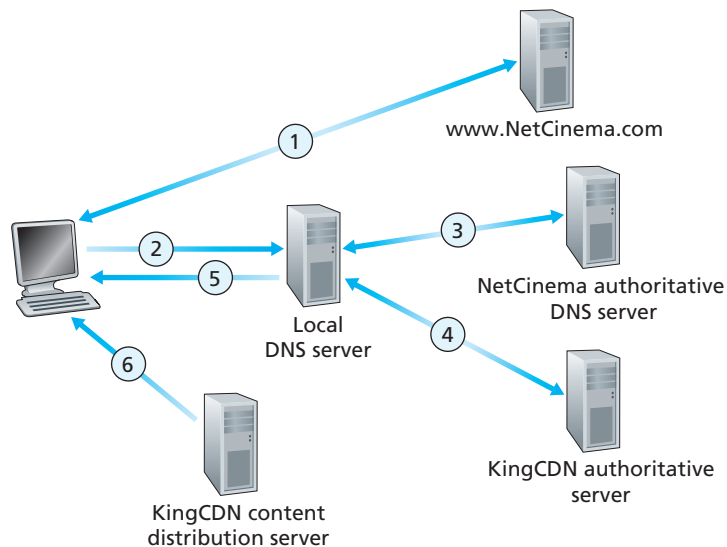 www.NetCinema.com
1
2
3
NetCinema authoritative
DNS server
5
Local
DNS server
4
6
KingCDN authoritative
server
KingCDN content
distribution server